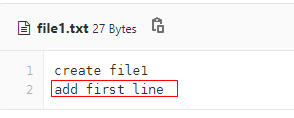 file1.txt 27 Bytes
1 create file1
2 add first line